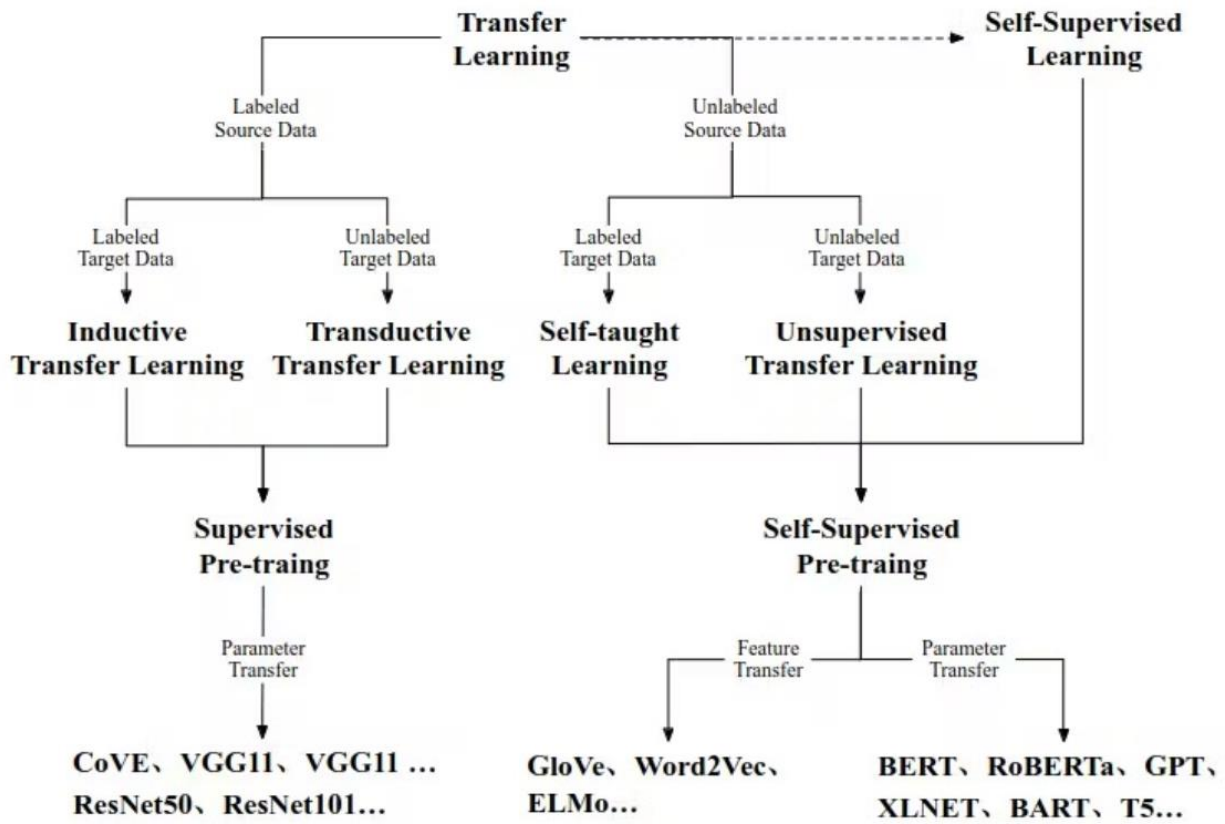 Transfer
Learning
Self-Supervised
Learning
Labeled
Source Data
Unlabeled
Source Data
Labeled
Target Data
Unlabeled
Target Data
Labeled
Target Data
Unlabeled
Target Data
Inductive
Transfer Learning
Transductive
Transfer Learning
Self-taught
Learning
Unsupervised
Transfer Learning
Supervised
Pre-traing
Self-Supervised
Pre-traing
Parameter
Transfer
Feature
Transfer
Parameter
Transfer
CoVE、VGG11、VGG11 ...
ResNet50、ResNet101...
GloVe、Word2Vec、
ELMo...
BERT、RoBERTa、GPT、
XLNET、BART、T5...